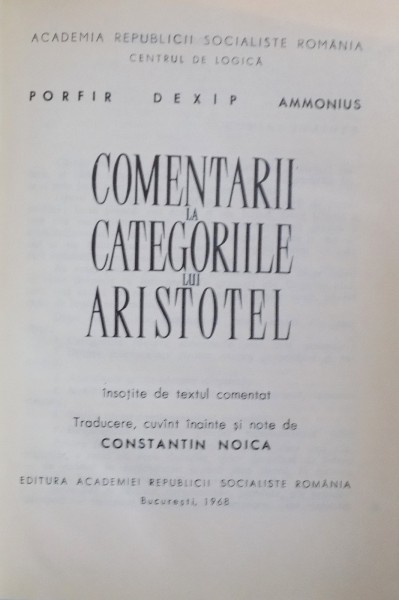 ACADEMIA REPUBLICII SOCIALISTE ROMÂNIA
CENTRUL DE LOGICĂ
PORFIR DEXIP AMMONIUS
COMENTARII
LA
CATEGORIILE
LUI
ARISTOTEL
însoțite de textul comentat
Traducere, cuvînt înainte și note de
CONSTANTIN NOICA
EDITURA ACADEMIEI REPUBLICII SOCIALISTE ROMÂNIA
București, 1968